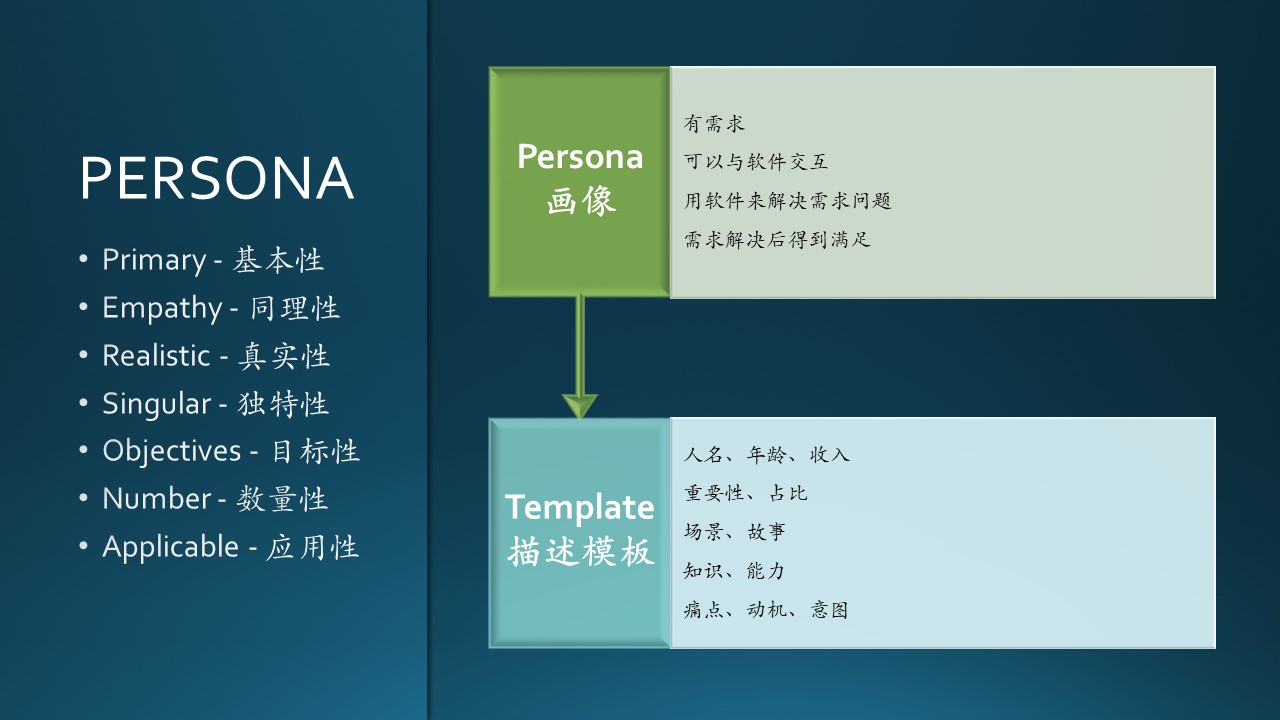 PERSONA
• Primary - 基本性
• Empathy - 同理性
• Realistic - 真实性
• Singular - 独特性
• Objectives - 目标性
• Number - 数量性
• Applicable - 应用性
Persona
画像
有需求
可以与软件交互
用软件来解决需求问题
需求解决后得到满足
Template
描述模板
人名、年龄、收入
重要性、占比
场景、故事
知识、能力
痛点、动机、意图